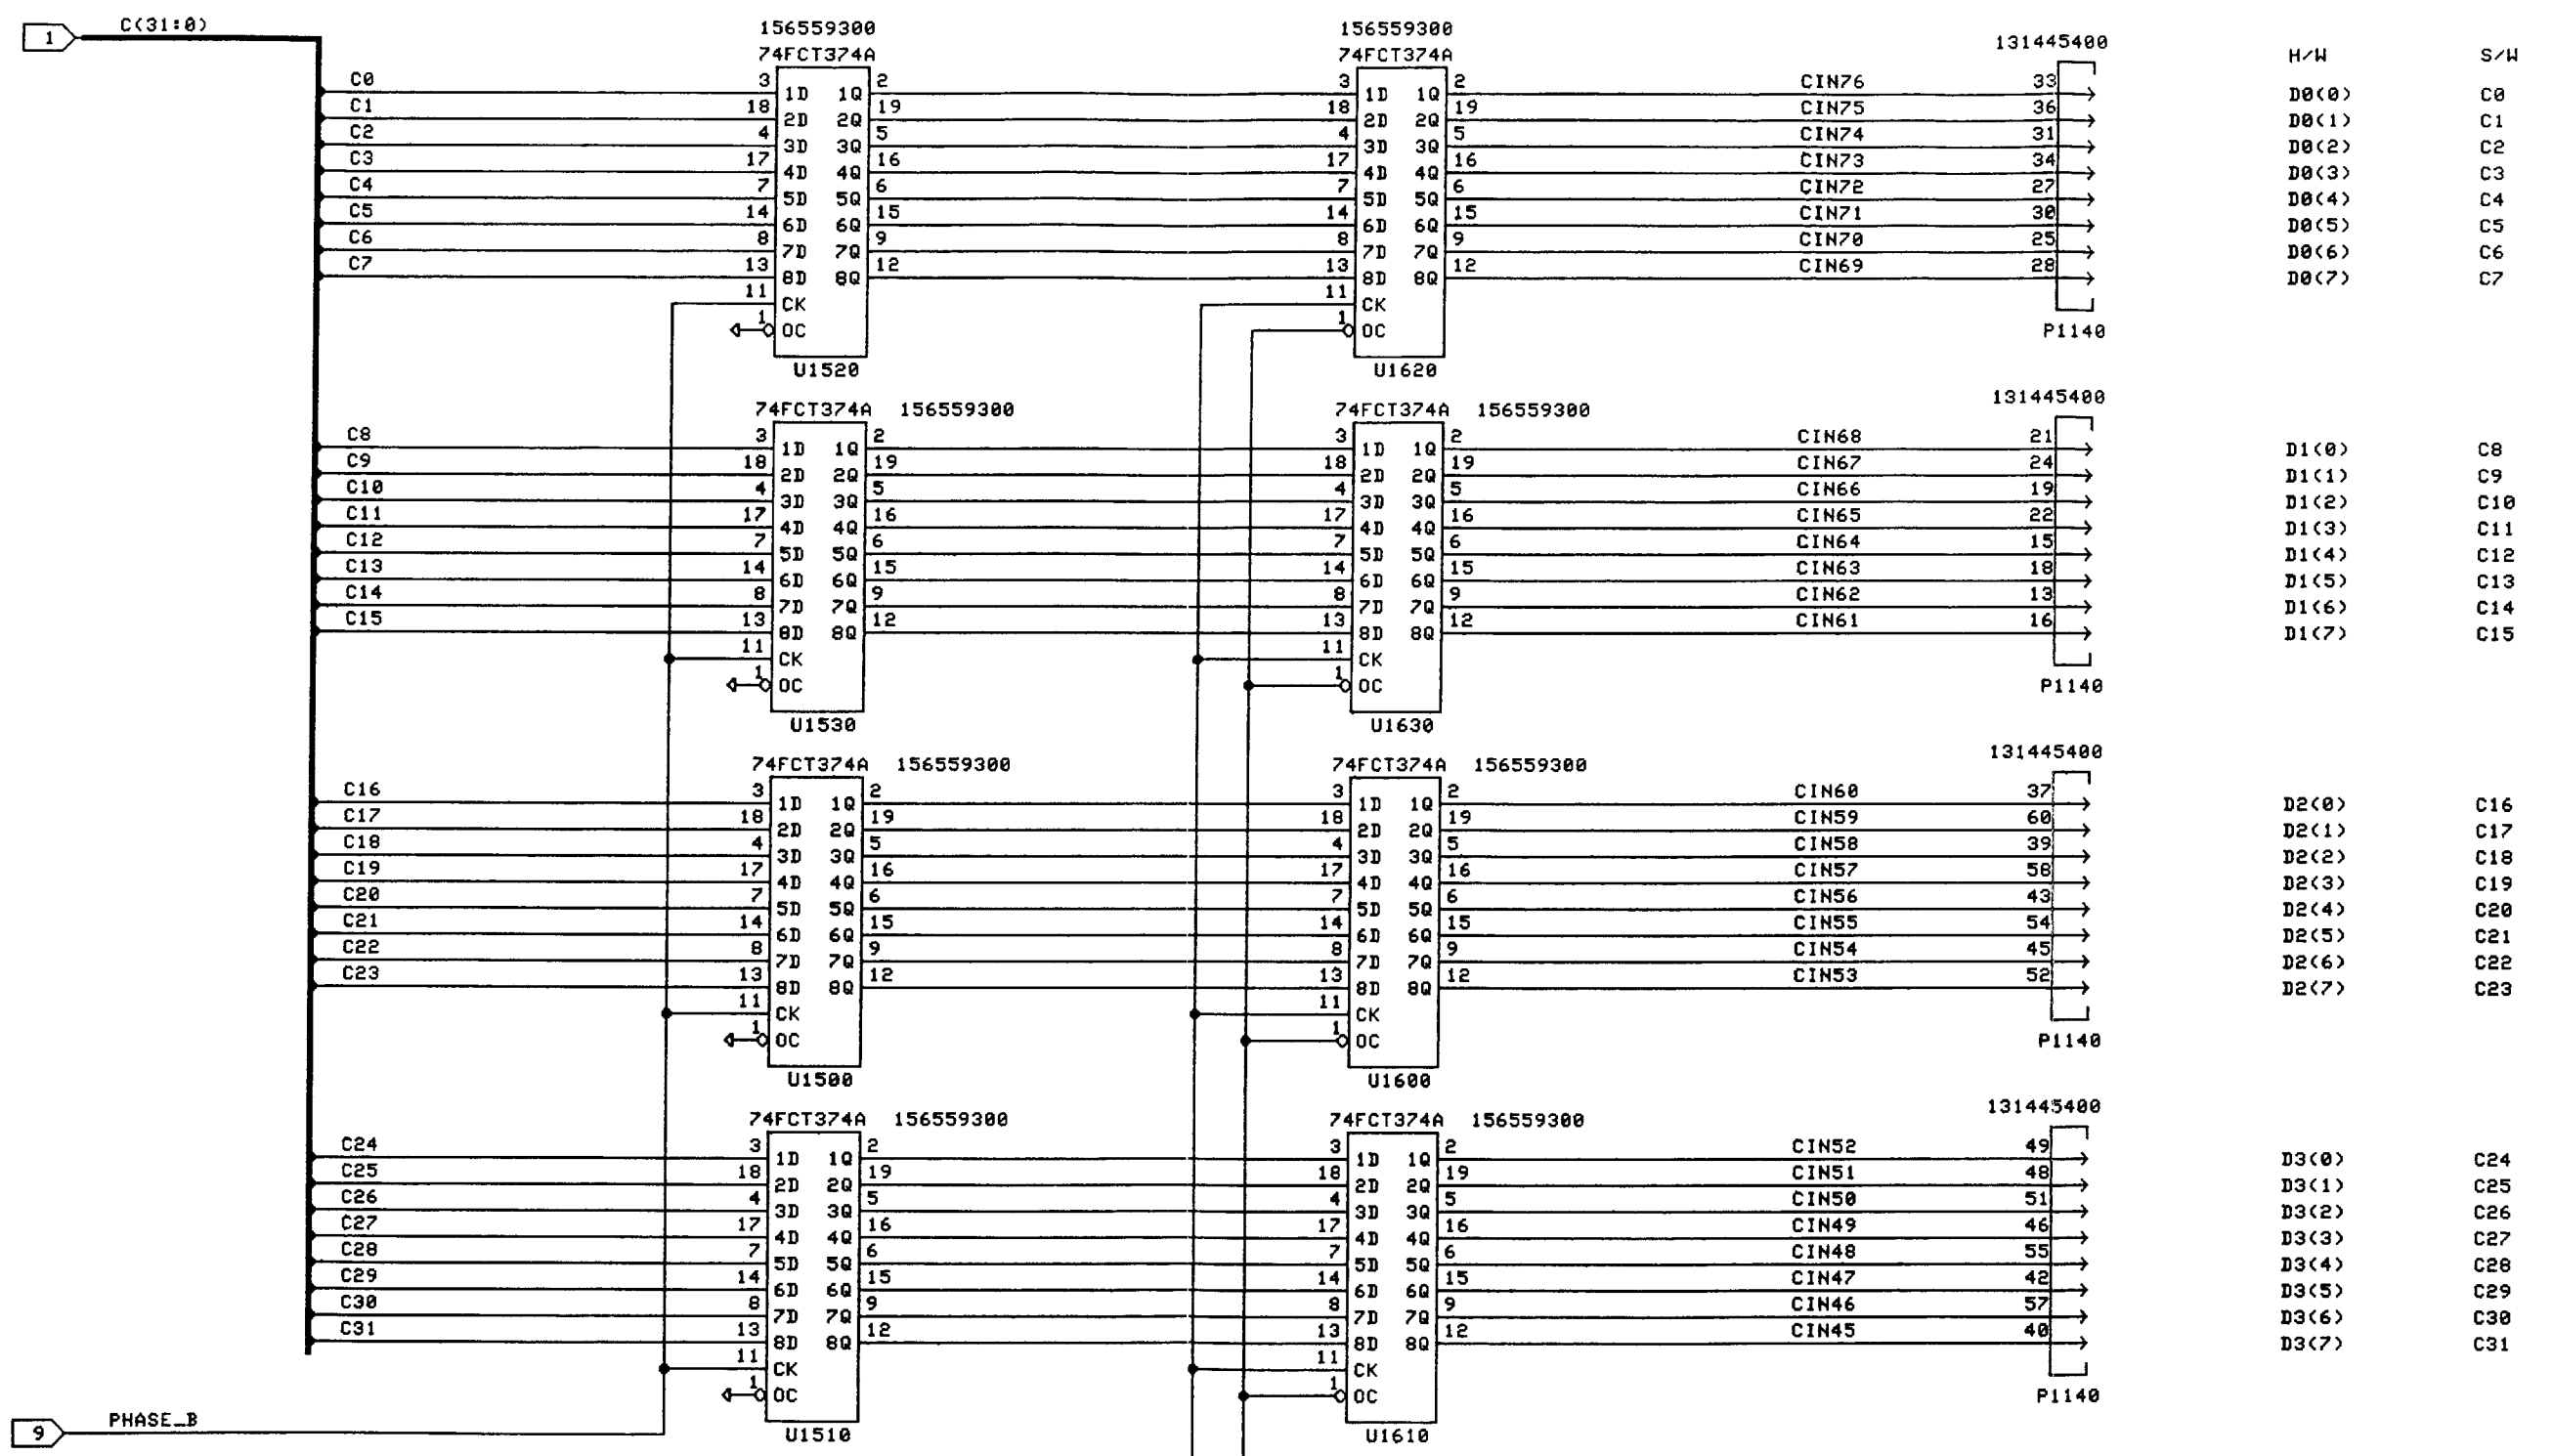 C(31:0)
1
156559300 156559300
74FCT374A 74FCT374A 131445400 H/W S/W
C0 3 1D 1Q 2 3 1D 1Q 2 CIN76 33 D0(0) C0
C1 18 2D 2Q 19 18 2D 2Q 19 CIN75 36 D0(1) C1
C2 4 3D 3Q 5 4 3D 3Q 5 CIN74 31 D0(2) C2
C3 17 4D 4Q 16 17 4D 4Q 16 CIN73 34 D0(3) C3
C4 7 5D 5Q 6 7 5D 5Q 6 CIN72 27 D0(4) C4
C5 14 6D 6Q 15 14 6D 6Q 15 CIN71 30 D0(5) C5
C6 8 7D 7Q 9 8 7D 7Q 9 CIN70 25 D0(6) C6
C7 13 8D 8Q 12 13 8D 8Q 12 CIN69 28 D0(7) C7
11 CK 11 CK
1 OC 1 OC P1140
U1520 U1620
74FCT374A 156559300 74FCT374A 156559300 131445400
C8 3 1D 1Q 2 3 1D 1Q 2 CIN68 21 D1(0) C8
C9 18 2D 2Q 19 18 2D 2Q 19 CIN67 24 D1(1) C9
C10 4 3D 3Q 5 4 3D 3Q 5 CIN66 19 D1(2) C10
C11 17 4D 4Q 16 17 4D 4Q 16 CIN65 22 D1(3) C11
C12 7 5D 5Q 6 7 5D 5Q 6 CIN64 15 D1(4) C12
C13 14 6D 6Q 15 14 6D 6Q 15 CIN63 18 D1(5) C13
C14 8 7D 7Q 9 8 7D 7Q 9 CIN62 13 D1(6) C14
C15 13 8D 8Q 12 13 8D 8Q 12 CIN61 16 D1(7) C15
11 CK 11 CK
1 OC 1 OC P1140
U1530 U1630
74FCT374A 156559300 74FCT374A 156559300 131445400
C16 3 1D 1Q 2 3 1D 1Q 2 CIN60 37 D2(0) C16
C17 18 2D 2Q 19 18 2D 2Q 19 CIN59 60 D2(1) C17
C18 4 3D 3Q 5 4 3D 3Q 5 CIN58 39 D2(2) C18
C19 17 4D 4Q 16 17 4D 4Q 16 CIN57 58 D2(3) C19
C20 7 5D 5Q 6 7 5D 5Q 6 CIN56 43 D2(4) C20
C21 14 6D 6Q 15 14 6D 6Q 15 CIN55 54 D2(5) C21
C22 8 7D 7Q 9 8 7D 7Q 9 CIN54 45 D2(6) C22
C23 13 8D 8Q 12 13 8D 8Q 12 CIN53 52 D2(7) C23
11 CK 11 CK
1 OC 1 OC P1140
U1500 U1600
74FCT374A 156559300 74FCT374A 156559300 131445400
C24 3 1D 1Q 2 3 1D 1Q 2 CIN52 49 D3(0) C24
C25 18 2D 2Q 19 18 2D 2Q 19 CIN51 48 D3(1) C25
C26 4 3D 3Q 5 4 3D 3Q 5 CIN50 51 D3(2) C26
C27 17 4D 4Q 16 17 4D 4Q 16 CIN49 46 D3(3) C27
C28 7 5D 5Q 6 7 5D 5Q 6 CIN48 55 D3(4) C28
C29 14 6D 6Q 15 14 6D 6Q 15 CIN47 42 D3(5) C29
C30 8 7D 7Q 9 8 7D 7Q 9 CIN46 57 D3(6) C30
C31 13 8D 8Q 12 13 8D 8Q 12 CIN45 40 D3(7) C31
11 CK 11 CK
1 OC 1 OC P1140
PHASE_B
9 U1510 U1610